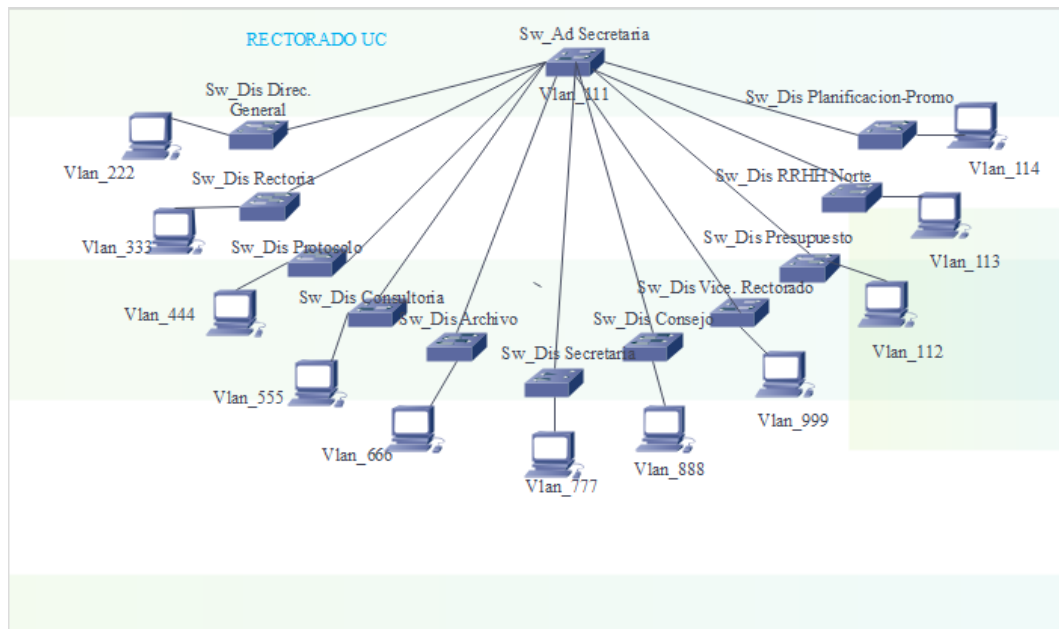 Sw_Ad Secretaria
RECTORADO UC
Vlan_111
Sw_Dis Direc.
General
Sw_Dis Planificacion-Promo
Vlan_222
Vlan_114
Sw_Dis Rectoria
Sw_Dis RRHH Norte
Vlan_333
Sw_Dis Protocolo
Sw_Dis Presupuesto
Vlan_113
Vlan_444
Sw_Dis Consultoria
Sw_Dis Vice. Rectorado
Sw_Dis Archivo
Sw_Dis Consejo
Vlan_112
Sw_Dis Secretaria
Vlan_555
Vlan_999
Vlan_666
Vlan_888
Vlan_777